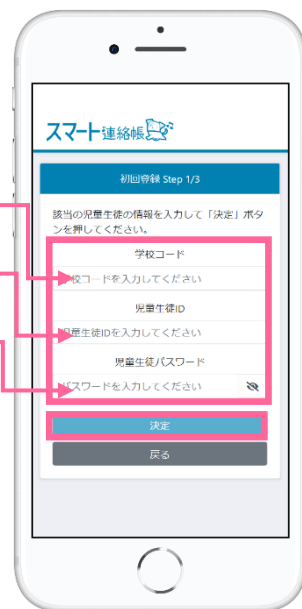 スマート連絡帳
初回登録 Step 1/3
該当の児童生徒の情報を入力して「決定」ボタ
ンを押してください。
学校コード
学校コードを入力してください
児童生徒ID
児童生徒IDを入力してください
児童生徒パスワード
パスワードを入力してください
決定
戻る